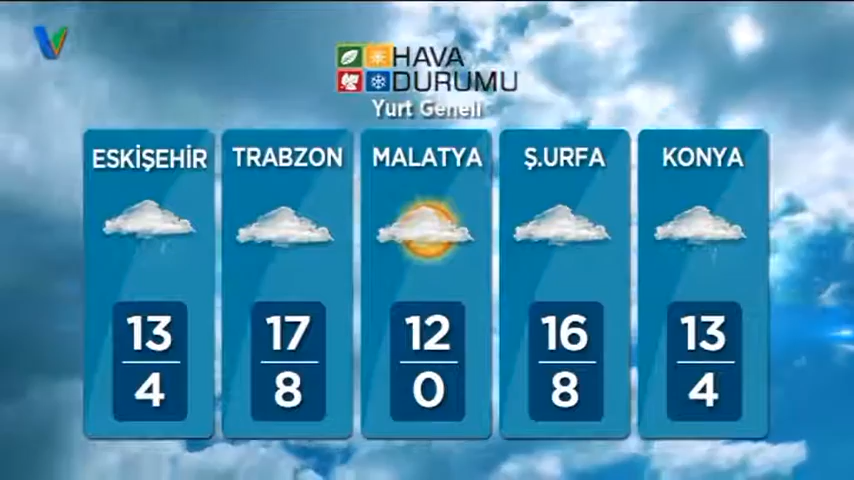 HAVA
DURUMU
Yurt Geneli
ESKİŞEHİR
13
4
TRABZON
17
8
MALATYA
12
0
Ş.URFA
16
8
KONYA
13
4